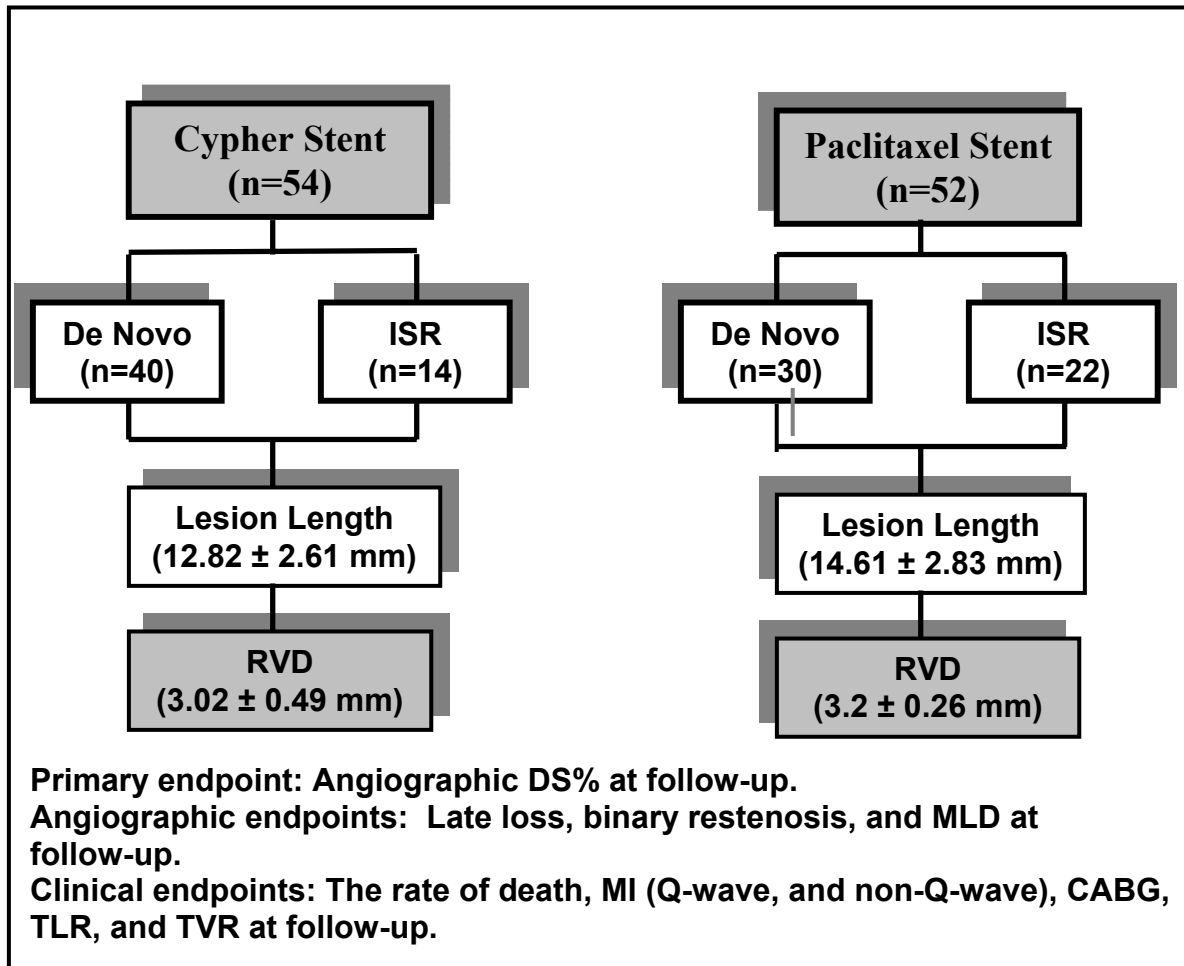 Cypher Stent
(n=54)
De Novo
(n=40)
ISR
(n=14)
Lesion Length
(12.82 ± 2.61 mm)
RVD
(3.02 ± 0.49 mm)
Paclitaxel Stent
(n=52)
De Novo
(n=30)
ISR
(n=22)
Lesion Length
(14.61 ± 2.83 mm)
RVD
(3.2 ± 0.26 mm)
Primary endpoint: Angiographic DS% at follow-up.
Angiographic endpoints:  Late loss, binary restenosis, and MLD at
follow-up.
Clinical endpoints: The rate of death, MI (Q-wave, and non-Q-wave), CABG,
TLR, and TVR at follow-up.